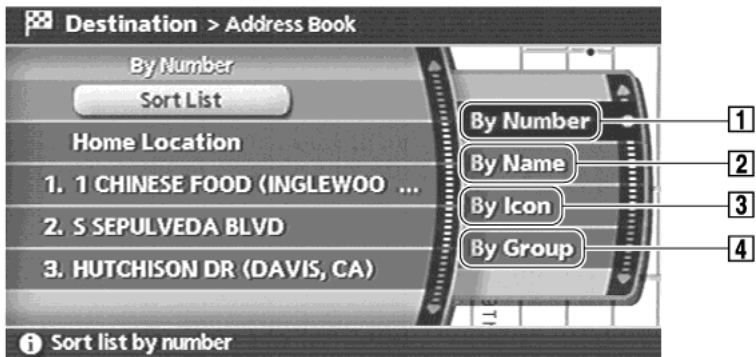 Destination > Address Book
By Number
Sort List
Home Location
1. 1 CHINESE FOOD (INGLEWOO ...
2. S SEPULVEDA BLVD
3. HUTCHISON DR (DAVIS, CA)
By Number
By Name
By Icon
By Group
1
2
3
4
i Sort list by number